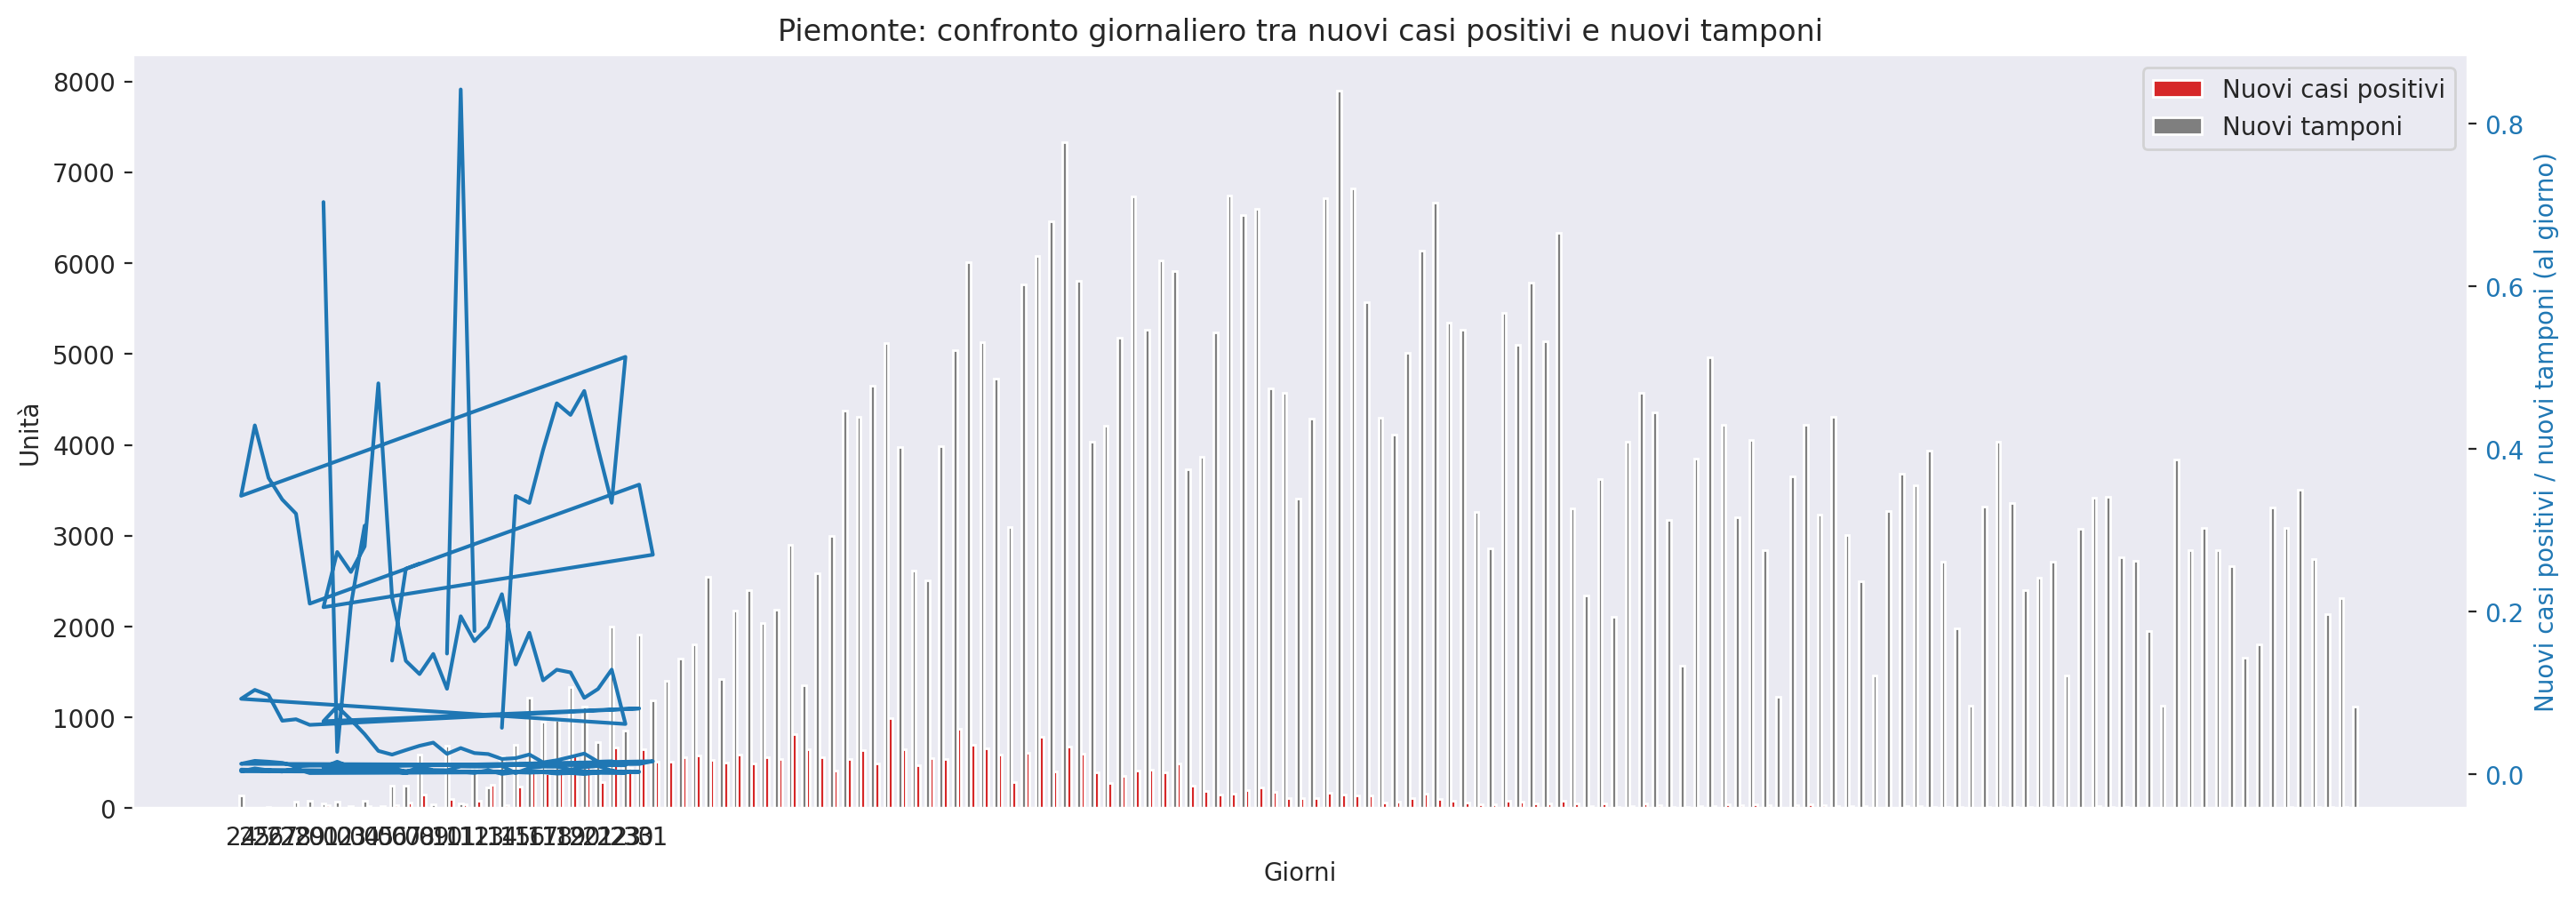 Piemonte: confronto giornaliero tra nuovi casi positivi e nuovi tamponi
Nuovi casi positivi
Nuovi tamponi
8000
7000
6000
5000
4000
3000
2000
1000
0
Unità
0.8
0.6
0.4
0.2
0.0
Nuovi casi positivi / nuovi tamponi (al giorno)
Giorni